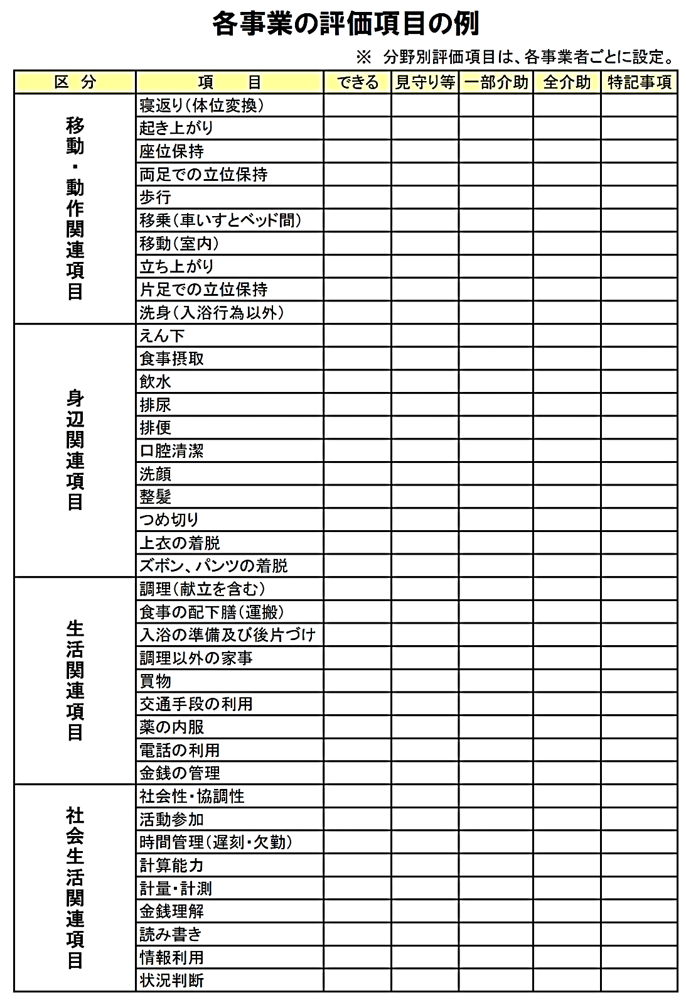 各事業の評価項目の例
※　分野別評価項目は、各事業者ごとに設定。
区　分　項　目　できる　見守り等　一部介助　全介助　特記事項
移動・動作関連項目
寝返り（体位変換）
起き上がり
座位保持
両足での立位保持
歩行
移乗（車いすとベッド間）
移動（室内）
立ち上がり
片足での立位保持
洗身（入浴行為以外）
身辺関連項目
えん下
食事摂取
飲水
排尿
排便
口腔清潔
洗顔
整髪
つめ切り
上衣の着脱
ズボン、パンツの着脱
生活関連項目
調理（献立を含む）
食事の配下膳（運搬）
入浴の準備及び後片づけ
調理以外の家事
買物
交通手段の利用
薬の内服
電話の利用
金銭の管理
社会生活関連項目
社会性・協調性
活動参加
時間管理（遅刻・欠勤）
計算能力
計量・計測
金銭理解
読み書き
情報利用
状況判断